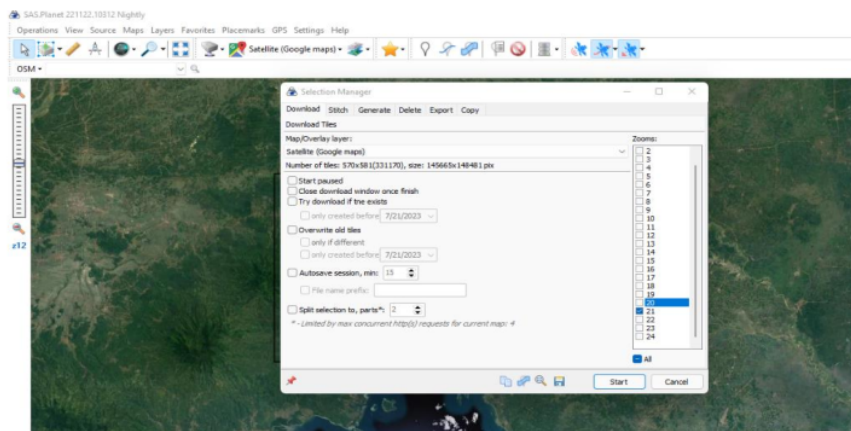 SAS.Planet 221122.10312 Nightly
Operations View Source Maps Layers Favorites Placemarks GPS Settings Help
Satellite (Google maps)
OSM
z12
Selection Manager
Download Stitch Generate Delete Export Copy
Download Tiles
Map/Overlay layer:
Satellite (Google maps)
Number of tiles: 570x581(331170), size: 145665x148481 pix
Start paused
Close download window once finish
Try download if tne exists
only created before 7/21/2023
Overwrite old tiles
only if different
only created before 7/21/2023
Autosave session, min: 15
File name prefix:
Split selection to, parts*: 2
* - Limited by max concurrent http(s) requests for current map: 4
Zooms:
2
3
4
5
6
7
8
9
10
11
12
13
14
15
16
17
18
19
20
21
22
23
24
All
Start Cancel